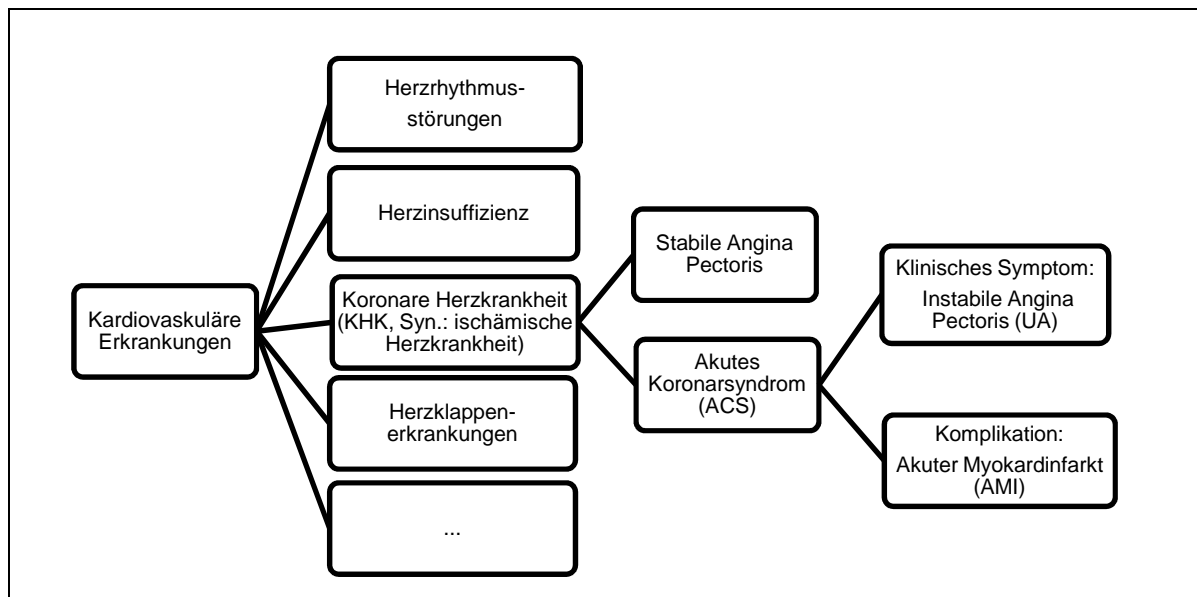 Kardiovaskuläre
Erkrankungen
Herzrhythmus-
störungen
Herzinsuffizienz
Koronare Herzkrankheit
(KHK, Syn.: ischämische
Herzkrankheit)
Herzklappen-
erkrankungen
...
Stabile Angina
Pectoris
Akutes
Koronarsyndrom
(ACS)
Klinisches Symptom:
Instabile Angina
Pectoris (UA)
Komplikation:
Akuter Myokardinfarkt
(AMI)